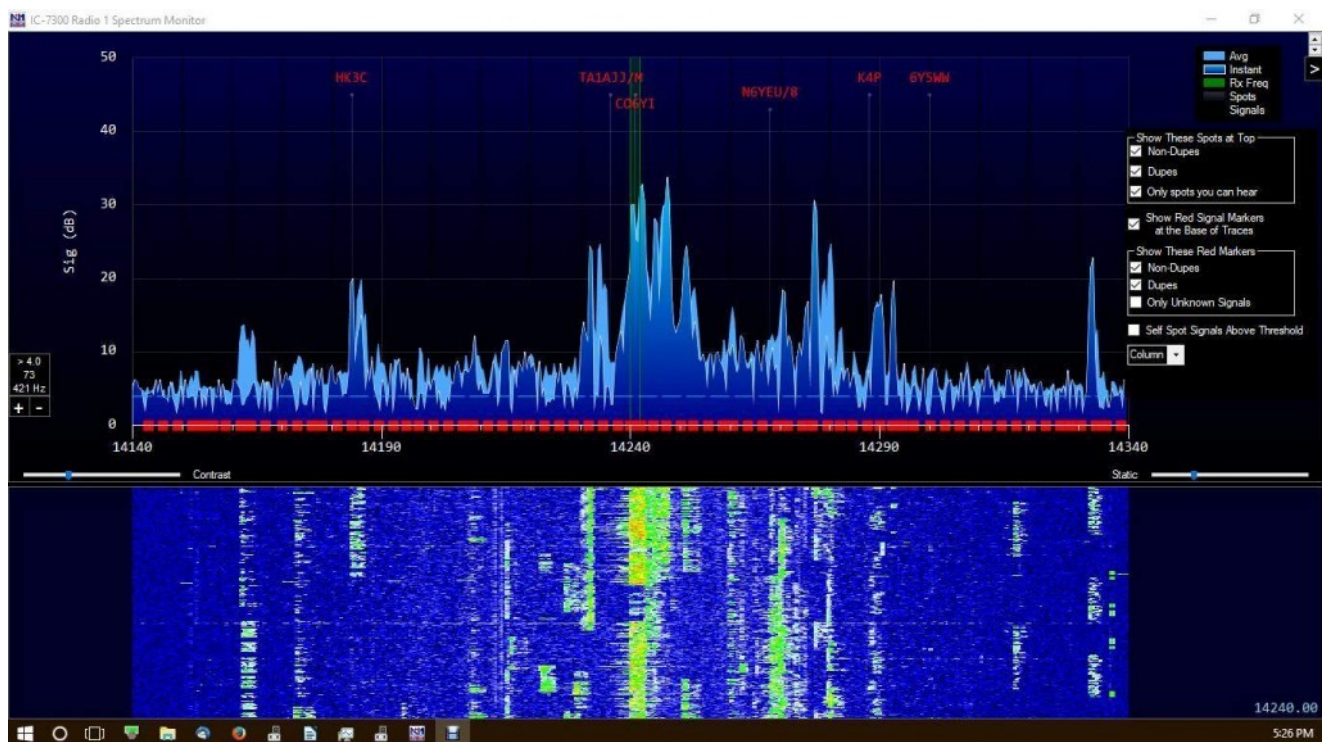 IC-7300 Radio 1 Spectrum Monitor
50
40
30
20
10
0
Sig (dB)
HK3C
TA1AJJ/M
CO6YI
N6YEU/8
K4P
6Y5WW
Avg
Instant
Rx Freq
Spots
Signals
>
Show These Spots at Top
Non-Dupes
Dupes
Only spots you can hear
Show Red Signal Markers
at the Base of Traces
Show These Red Markers
Non-Dupes
Dupes
Only Unknown Signals
Self Spot Signals Above Threshold
Column
> 4.0
73
421 Hz
+ -
14140 14190 14240 14290 14340
Contrast
Static
14240.00
5:26 PM